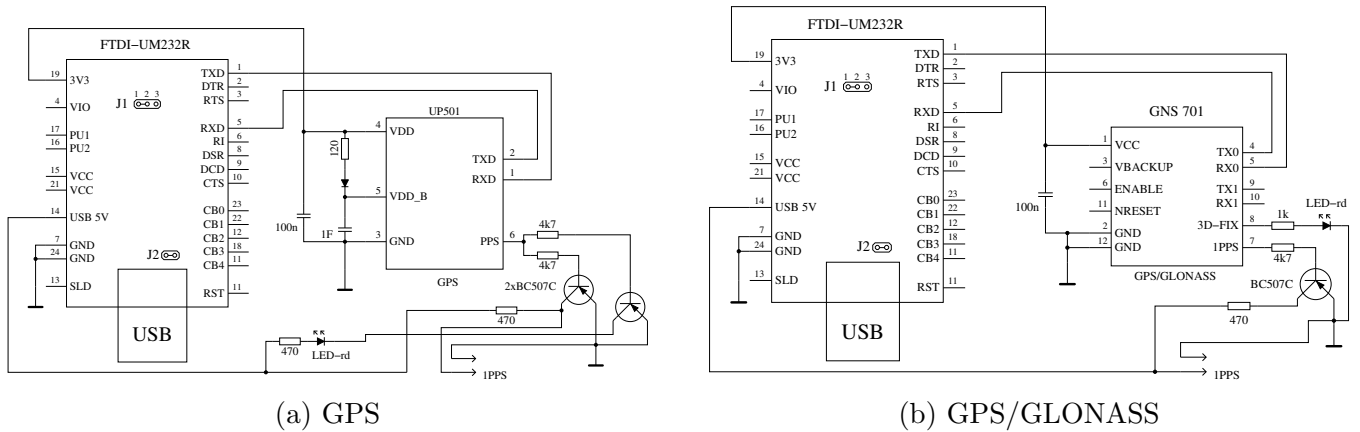 FTDI-UM232R
19
3V3
4
VIO
17
PU1
16
PU2
15
VCC
21
VCC
14
USB 5V
7
GND
24
GND
13
SLD
J1
1 2 3
J2
USB
TXD
1
DTR
2
RTS
3
RXD
5
RI
6
DSR
8
DCD
9
CTS
10
CB0
23
CB1
22
CB2
12
CB3
18
CB4
11
RST
11
UP501
4
VDD
5
VDD_B
3
GND
TXD
2
RXD
1
PPS
6
GPS
120
1F
100n
4k7
4k7
2xBC507C
470
470
LED-rd
1PPS
(a) GPS
FTDI-UM232R
19
3V3
4
VIO
17
PU1
16
PU2
15
VCC
21
VCC
14
USB 5V
7
GND
24
GND
13
SLD
J1
1 2 3
J2
USB
TXD
1
DTR
2
RTS
3
RXD
5
RI
6
DSR
8
DCD
9
CTS
10
CB0
23
CB1
22
CB2
12
CB3
18
CB4
11
RST
11
GNS 701
1
VCC
3
VBACKUP
6
ENABLE
11
NRESET
2
GND
12
GND
TX0
4
RX0
5
TX1
9
RX1
10
3D-FIX
8
1PPS
7
GPS/GLONASS
100n
1k
LED-rd
4k7
BC507C
470
1PPS
(b) GPS/GLONASS